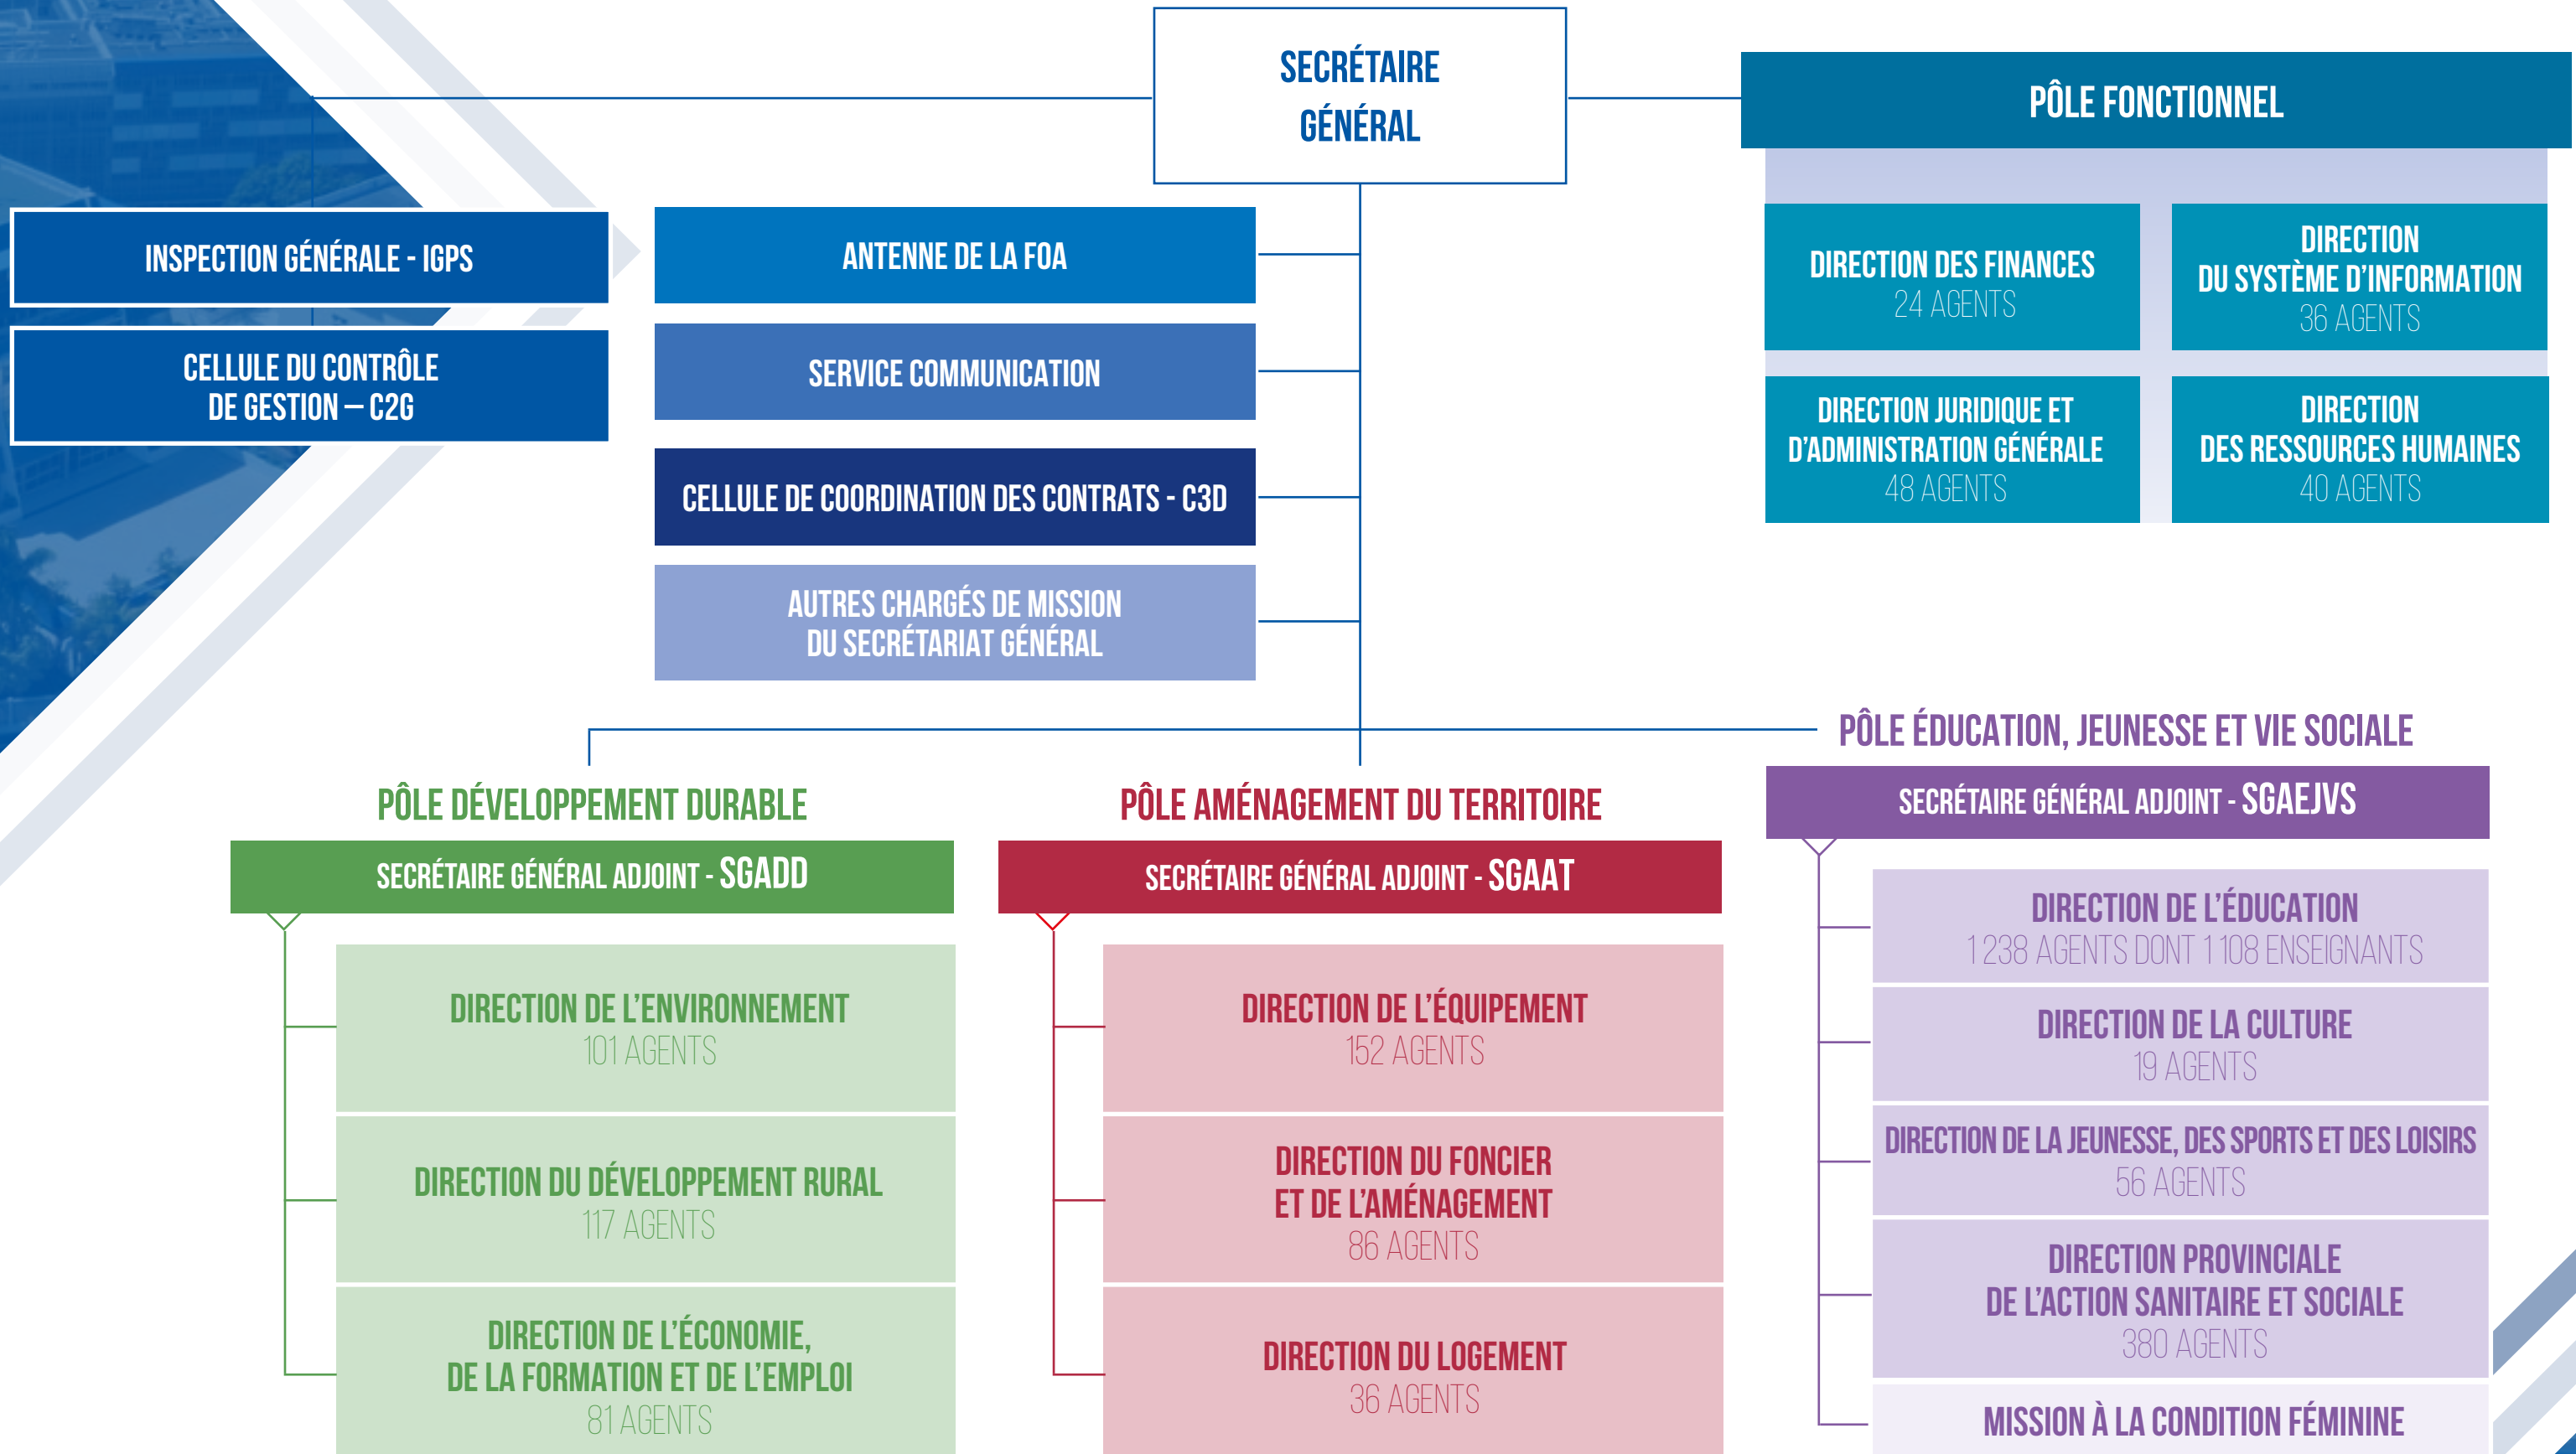 SECRÉTAIRE
GÉNÉRAL
PÔLE FONCTIONNEL
INSPECTION GÉNÉRALE - IGPS
CELLULE DU CONTRÔLE
DE GESTION – C2G
ANTENNE DE LA FOA
SERVICE COMMUNICATION
CELLULE DE COORDINATION DES CONTRATS - C3D
AUTRES CHARGÉS DE MISSION
DU SECRÉTARIAT GÉNÉRAL
DIRECTION DES FINANCES
24 AGENTS
DIRECTION
DU SYSTÈME D'INFORMATION
36 AGENTS
DIRECTION JURIDIQUE ET
D'ADMINISTRATION GÉNÉRALE
48 AGENTS
DIRECTION
DES RESSOURCES HUMAINES
40 AGENTS
PÔLE DÉVELOPPEMENT DURABLE
SECRÉTAIRE GÉNÉRAL ADJOINT - SGADD
DIRECTION DE L'ENVIRONNEMENT
101 AGENTS
DIRECTION DU DÉVELOPPEMENT RURAL
117 AGENTS
DIRECTION DE L'ÉCONOMIE,
DE LA FORMATION ET DE L'EMPLOI
81 AGENTS
PÔLE AMÉNAGEMENT DU TERRITOIRE
SECRÉTAIRE GÉNÉRAL ADJOINT - SGAAT
DIRECTION DE L'ÉQUIPEMENT
152 AGENTS
DIRECTION DU FONCIER
ET DE L'AMÉNAGEMENT
86 AGENTS
DIRECTION DU LOGEMENT
36 AGENTS
PÔLE ÉDUCATION, JEUNESSE ET VIE SOCIALE
SECRÉTAIRE GÉNÉRAL ADJOINT - SGAEJVS
DIRECTION DE L'ÉDUCATION
1 238 AGENTS DONT 1 108 ENSEIGNANTS
DIRECTION DE LA CULTURE
19 AGENTS
DIRECTION DE LA JEUNESSE, DES SPORTS ET DES LOISIRS
56 AGENTS
DIRECTION PROVINCIALE
DE L'ACTION SANITAIRE ET SOCIALE
380 AGENTS
MISSION À LA CONDITION FÉMININE